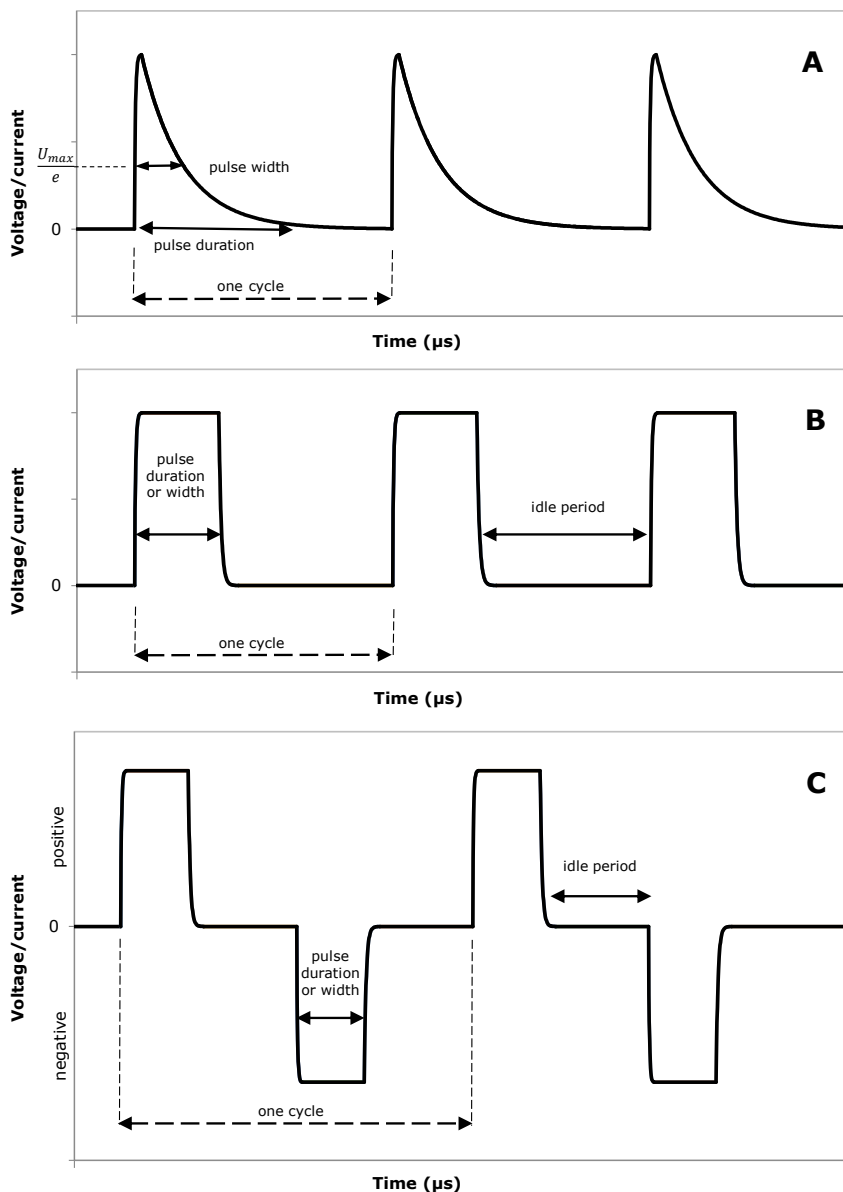 A
Voltage/current
U_max
e
pulse width
0
pulse duration
one cycle
Time (µs)
B
Voltage/current
pulse
duration
or width
idle period
0
one cycle
Time (µs)
C
Voltage/current
positive
negative
idle period
0
pulse
duration
or width
one cycle
Time (µs)